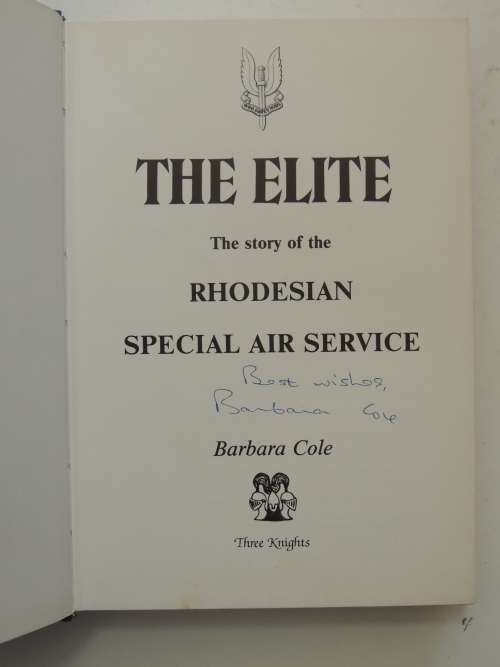 THE ELITE
The story of the
RHODESIAN
SPECIAL AIR SERVICE
Best wishes,
Barbara Cole
Barbara Cole
Three Knights